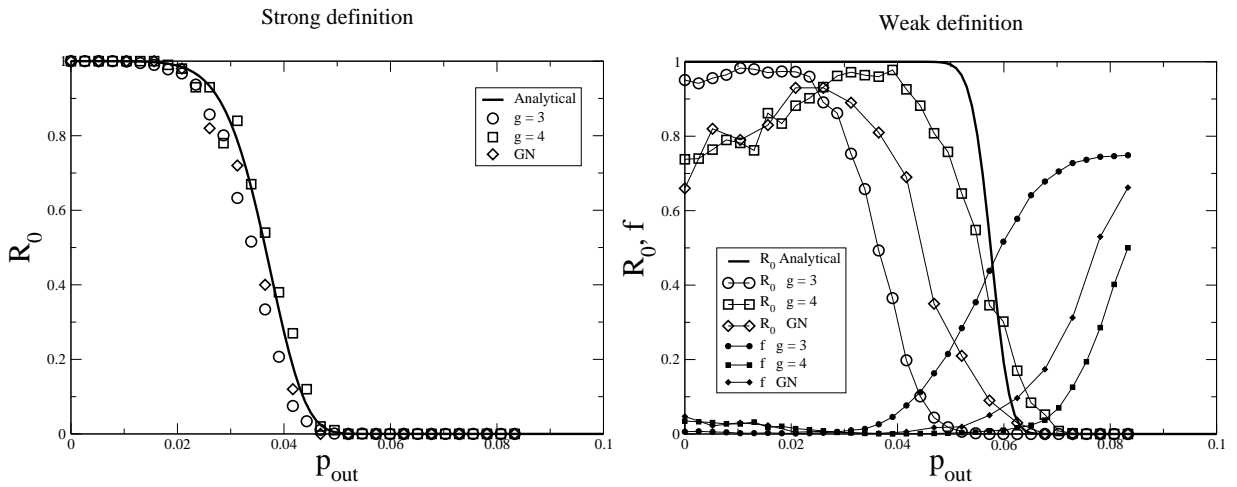 Strong definition
R0
1
0.8
0.6
0.4
0.2
0
Analytical
g = 3
g = 4
GN
0 0.02 0.04 0.06 0.08 0.1
pout
Weak definition
R0, f
1
0.8
0.6
0.4
0.2
0
R0 Analytical
R0 g = 3
R0 g = 4
R0 GN
f g = 3
f g = 4
f GN
0 0.02 0.04 0.06 0.08 0.1
pout